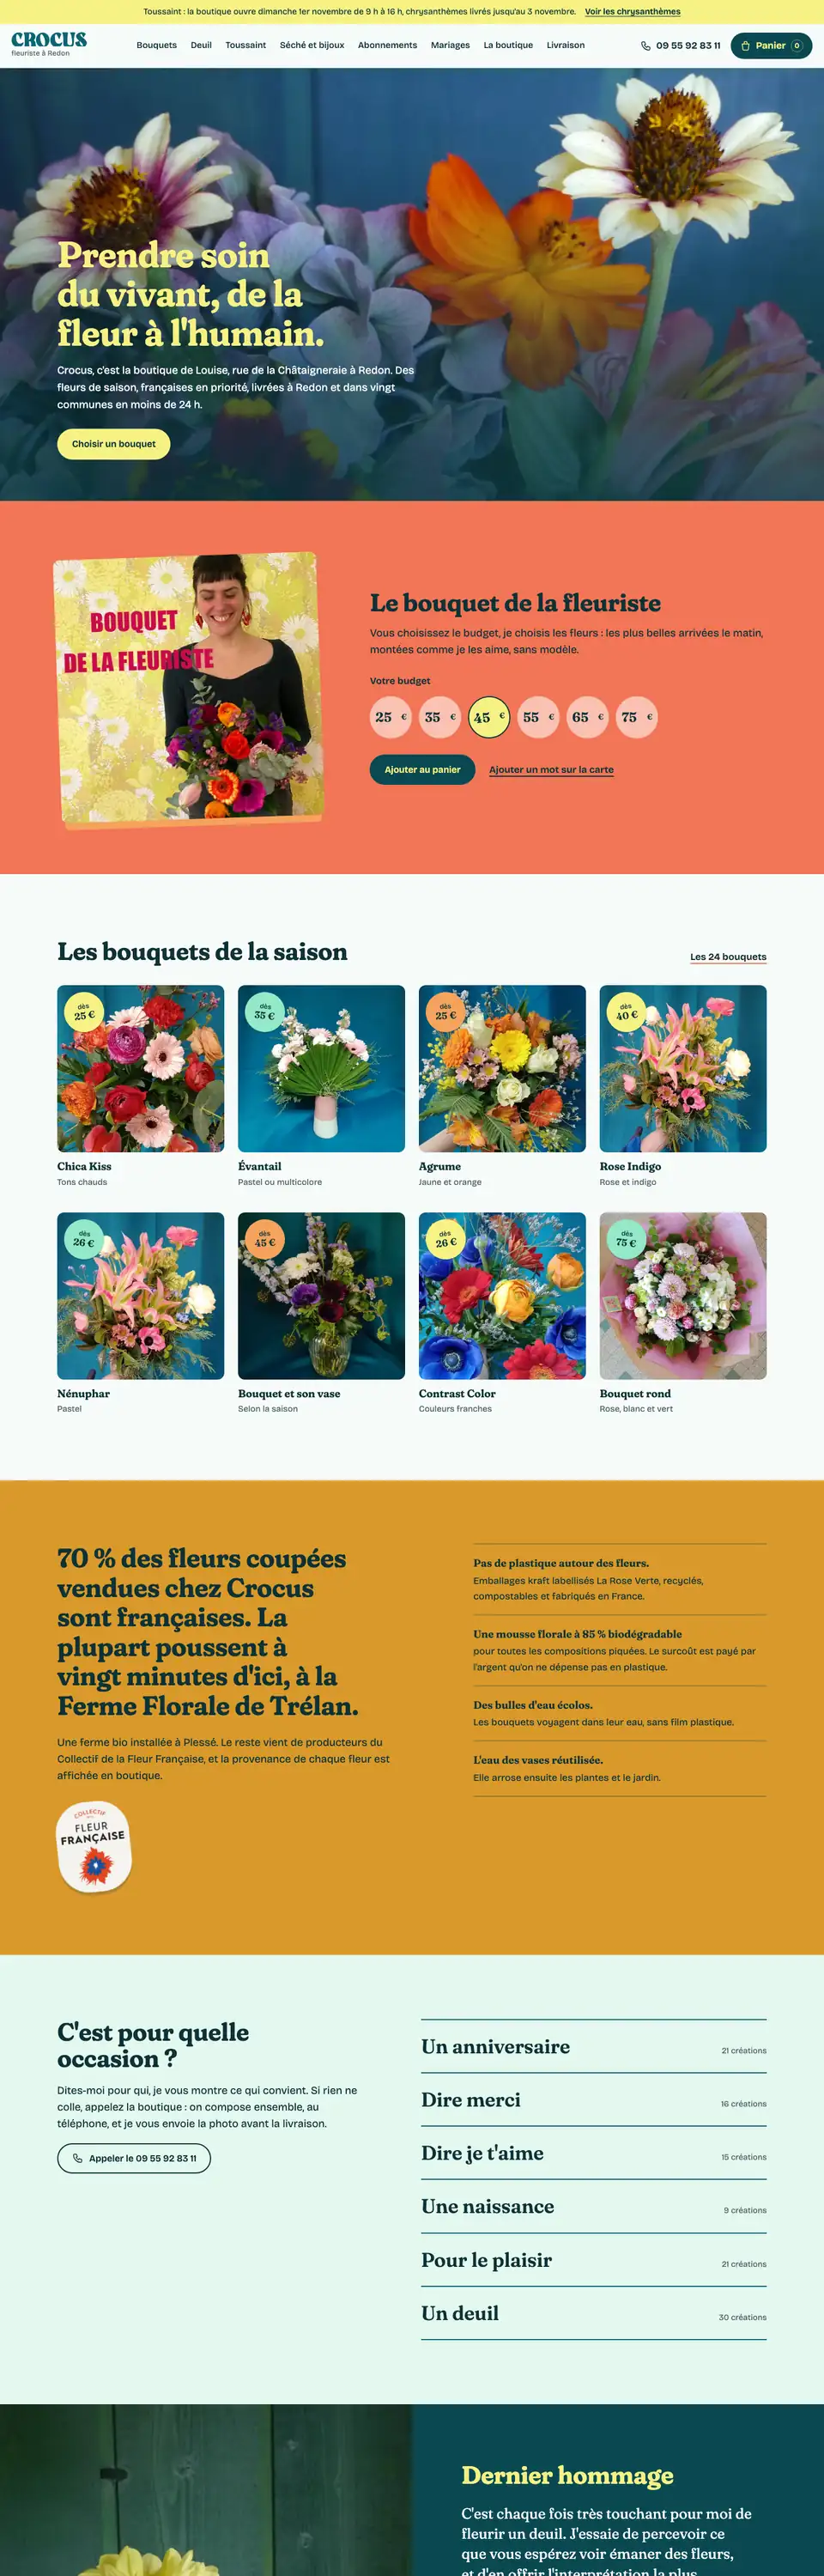 Toussaint : la boutique ouvre dimanche 1er novembre de 9 h à 16 h, chrysanthèmes livrés jusqu'au 3 novembre. Voir les chrysanthèmes
CROCUS
fleuriste à Redon
Bouquets Deuil Toussaint Séché et bijoux Abonnements Mariages La boutique Livraison
09 55 92 83 11
Panier 0
Prendre soin
du vivant, de la
fleur à l'humain.
Crocus, c'est la boutique de Louise, rue de la Châtaigneraie à Redon. Des
fleurs de saison, françaises en priorité, livrées à Redon et dans vingt
communes en moins de 24 h.
Choisir un bouquet
BOUQUET
DE LA FLEURISTE
Le bouquet de la fleuriste
Vous choisissez le budget, je choisis les fleurs : les plus belles arrivées le matin,
montées comme je les aime, sans modèle.
Votre budget
25 € 35 € 45 € 55 € 65 € 75 €
Ajouter au panier Ajouter un mot sur la carte
Les bouquets de la saison
Les 24 bouquets
dès
25 €
dès
35 €
dès
25 €
dès
40 €
Chica Kiss
Tons chauds
Évantail
Pastel ou multicolore
Agrume
Jaune et orange
Rose Indigo
Rose et indigo
dès
26 €
dès
45 €
dès
26 €
dès
75 €
Nénuphar
Pastel
Bouquet et son vase
Selon la saison
Contrast Color
Couleurs franches
Bouquet rond
Rose, blanc et vert
70 % des fleurs coupées
vendues chez Crocus
sont françaises. La
plupart poussent à
vingt minutes d'ici, à la
Ferme Florale de Trélan.
Une ferme bio installée à Plessé. Le reste vient de producteurs du
Collectif de la Fleur Française, et la provenance de chaque fleur est
affichée en boutique.
COLLECTIF
FLEUR
FRANÇAISE
Pas de plastique autour des fleurs.
Emballages kraft labellisés La Rose Verte, recyclés,
compostables et fabriqués en France.
Une mousse florale à 85 % biodégradable
pour toutes les compositions piquées. Le surcoût est payé par
l'argent qu'on ne dépense pas en plastique.
Des bulles d'eau écolos.
Les bouquets voyagent dans leur eau, sans film plastique.
L'eau des vases réutilisée.
Elle arrose ensuite les plantes et le jardin.
C'est pour quelle
occasion ?
Dites-moi pour qui, je vous montre ce qui convient. Si rien ne
colle, appelez la boutique : on compose ensemble, au
téléphone, et je vous envoie la photo avant la livraison.
Appeler le 09 55 92 83 11
Un anniversaire 21 créations
Dire merci 16 créations
Dire je t'aime 15 créations
Une naissance 9 créations
Pour le plaisir 21 créations
Un deuil 30 créations
Dernier hommage
C'est chaque fois très touchant pour moi de
fleurir un deuil. J'essaie de percevoir ce
que vous espérez voir émaner des fleurs,
et d'en offrir l'interprétation la plus